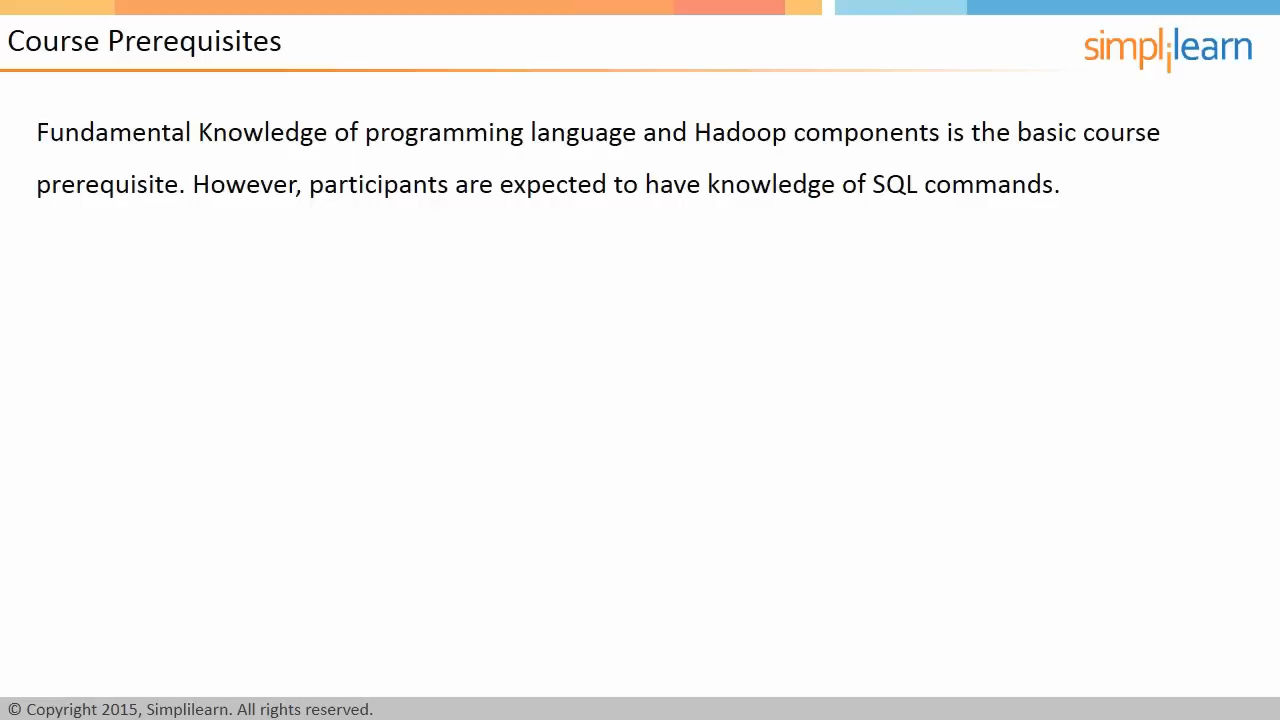 Course Prerequisites
simplilearn
Fundamental Knowledge of programming language and Hadoop components is the basic course
prerequisite. However, participants are expected to have knowledge of SQL commands.
© Copyright 2015, Simplilearn. All rights reserved.